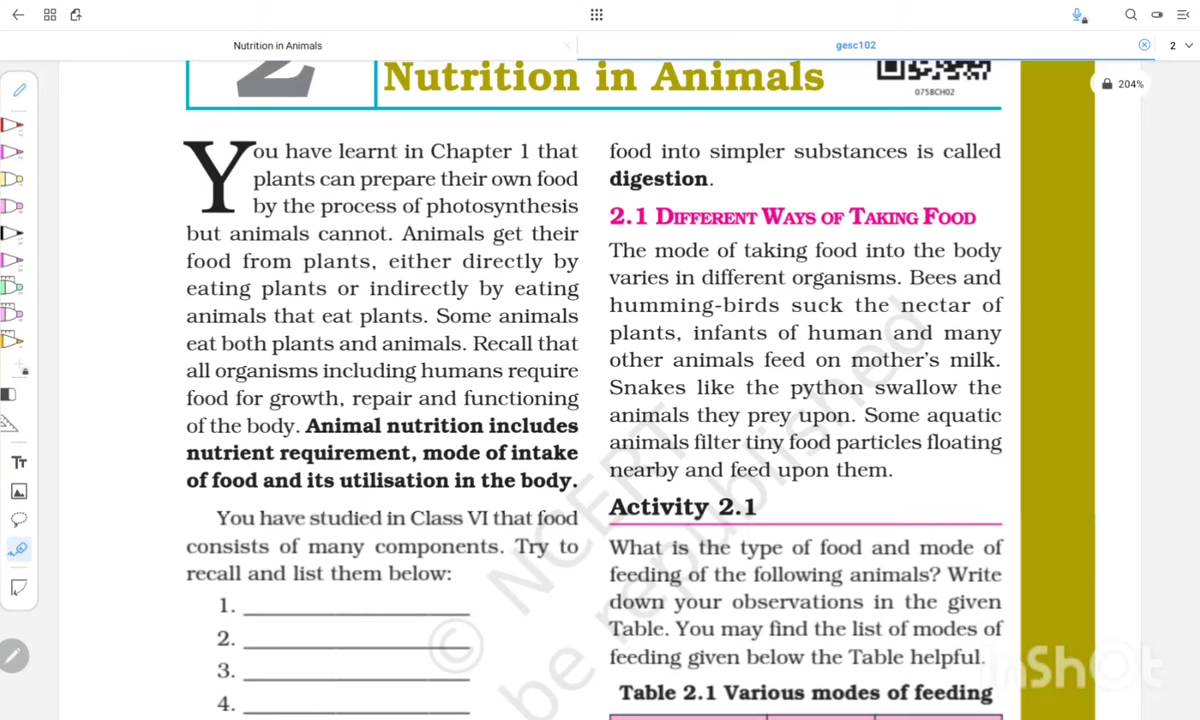 Nutrition in Animals
gesc102
2
204%
2
Nutrition in Animals
0758CH02
You have learnt in Chapter 1 that
plants can prepare their own food
by the process of photosynthesis
but animals cannot. Animals get their
food from plants, either directly by
eating plants or indirectly by eating
animals that eat plants. Some animals
eat both plants and animals. Recall that
all organisms including humans require
food for growth, repair and functioning
of the body. Animal nutrition includes
nutrient requirement, mode of intake
of food and its utilisation in the body.
You have studied in Class VI that food
consists of many components. Try to
recall and list them below:
1.
2.
3.
4.
food into simpler substances is called
digestion.
2.1 DIFFERENT WAYS OF TAKING FOOD
The mode of taking food into the body
varies in different organisms. Bees and
humming-birds suck the nectar of
plants, infants of human and many
other animals feed on mother's milk.
Snakes like the python swallow the
animals they prey upon. Some aquatic
animals filter tiny food particles floating
nearby and feed upon them.
Activity 2.1
What is the type of food and mode of
feeding of the following animals? Write
down your observations in the given
Table. You may find the list of modes of
feeding given below the Table helpful.
Table 2.1 Various modes of feeding
© NCERT
be republished
InShOt
Tт